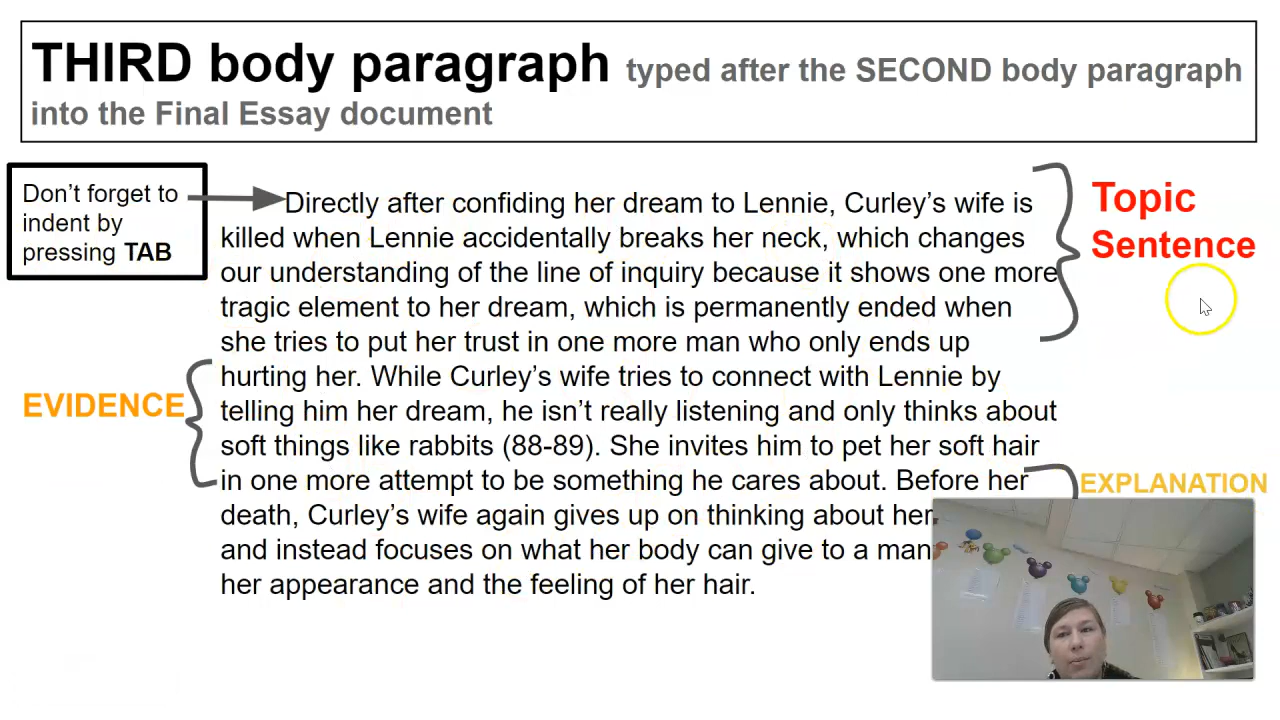 THIRD body paragraph typed after the SECOND body paragraph
into the Final Essay document
Don’t forget to
indent by
pressing TAB
Directly after confiding her dream to Lennie, Curley’s wife is
killed when Lennie accidentally breaks her neck, which changes
our understanding of the line of inquiry because it shows one more
tragic element to her dream, which is permanently ended when
she tries to put her trust in one more man who only ends up
hurting her. While Curley’s wife tries to connect with Lennie by
telling him her dream, he isn’t really listening and only thinks about
soft things like rabbits (88-89). She invites him to pet her soft hair
in one more attempt to be something he cares about. Before her
death, Curley’s wife again gives up on thinking about her
and instead focuses on what her body can give to a man
her appearance and the feeling of her hair.
Topic
Sentence
EVIDENCE
EXPLANATION